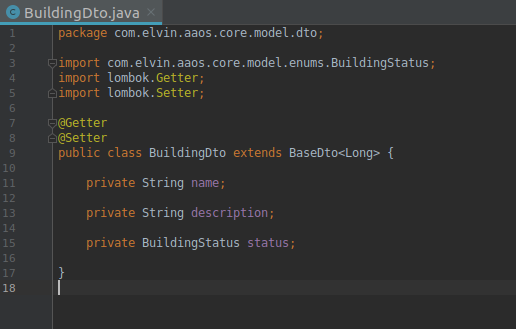 BuildingDto.java
1 package com.elvin.aaos.core.model.dto;
2
3 import com.elvin.aaos.core.model.enums.BuildingStatus;
4 import lombok.Getter;
5 import lombok.Setter;
6
7 @Getter
8 @Setter
9 public class BuildingDto extends BaseDto<Long> {
10
11     private String name;
12
13     private String description;
14
15     private BuildingStatus status;
16
17 }
18